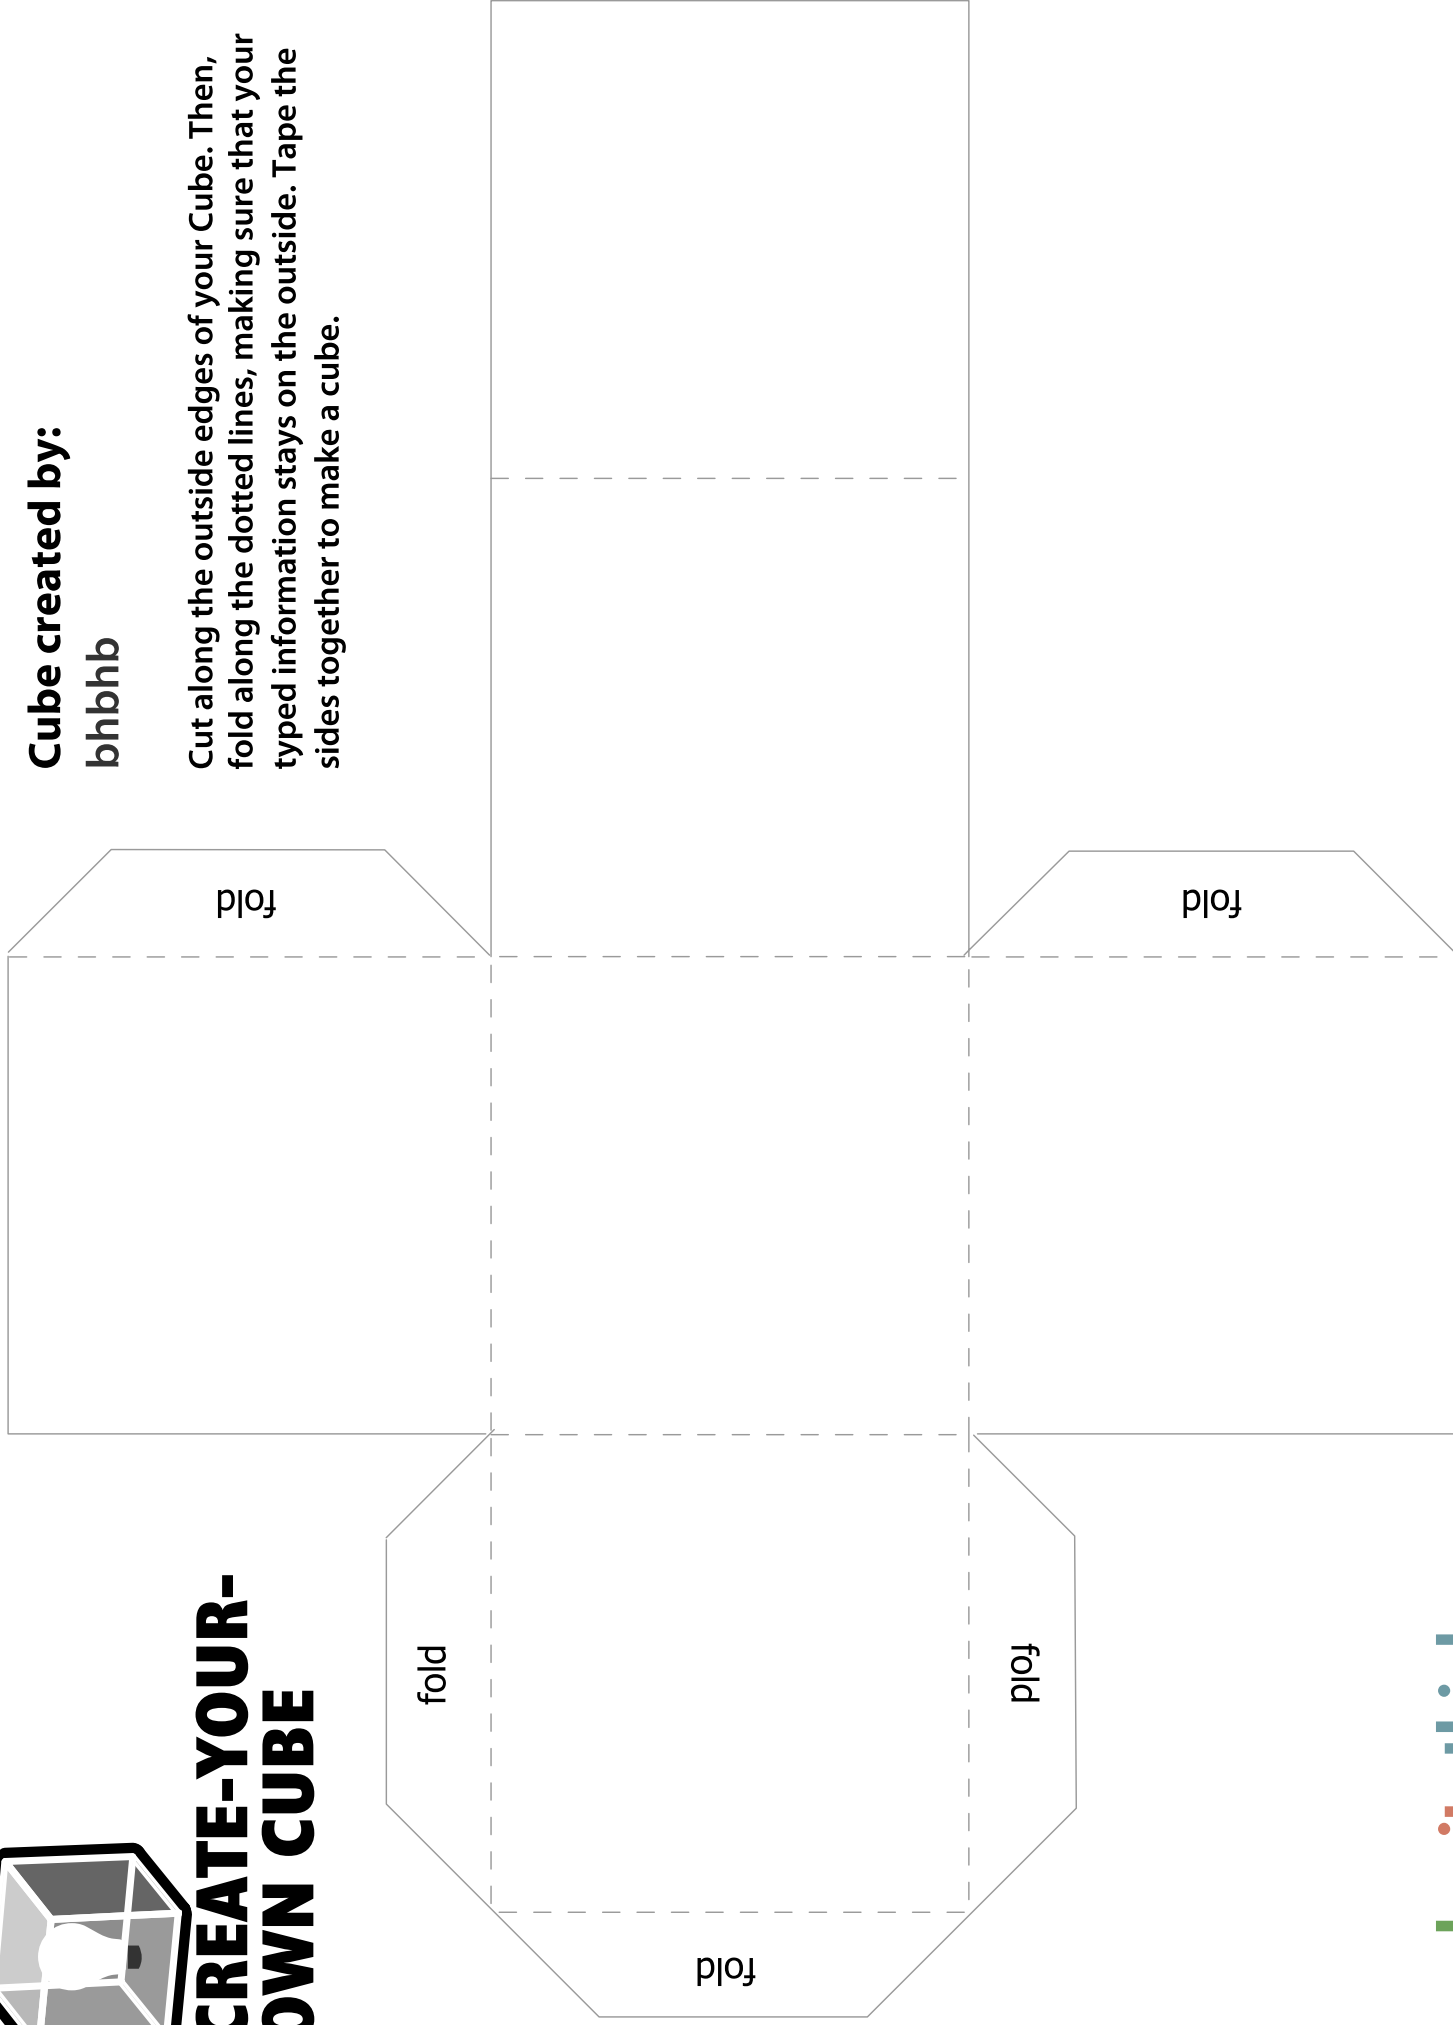 Cube created by:
bhbhb
Cut along the outside edges of your Cube. Then,
fold along the dotted lines, making sure that your
typed information stays on the outside. Tape the
sides together to make a cube.
fold
fold
fold
fold
fold
CREATE-YOUR-
OWN CUBE